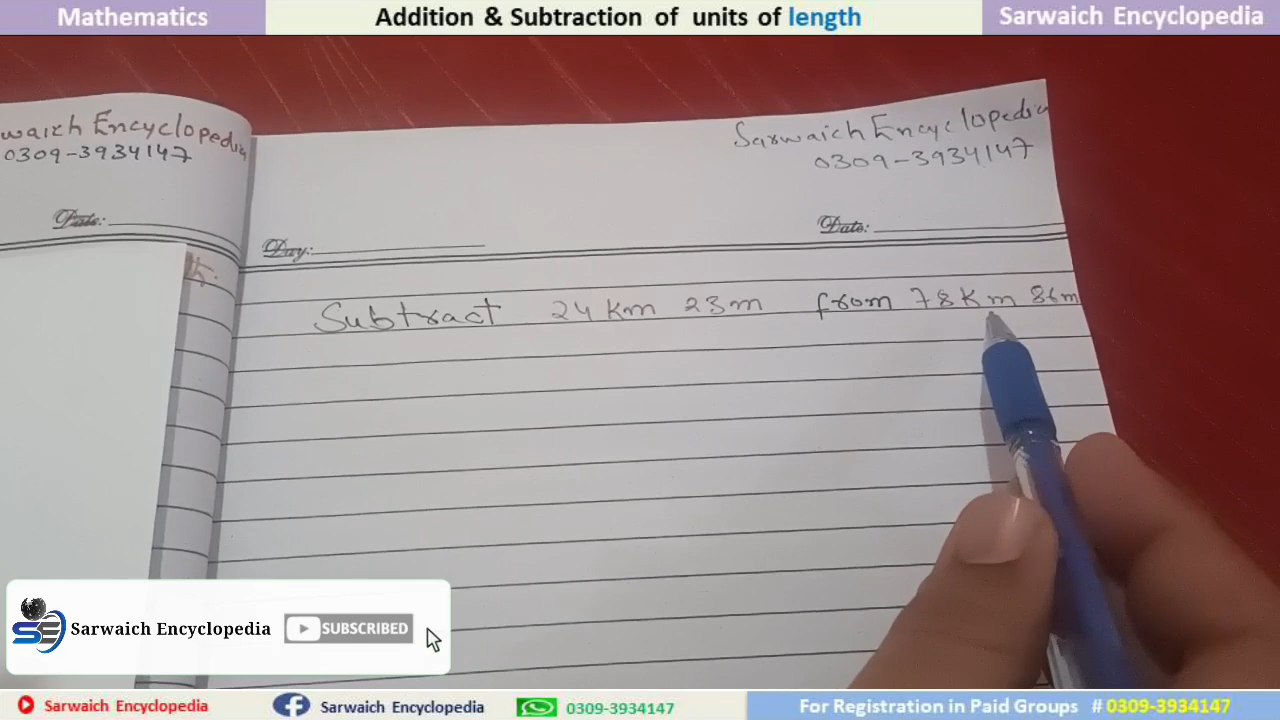 Mathematics
Addition & Subtraction of units of length
Sarwaich Encyclopedia
waich Encyclopedia
0309-3934147
Sarwaich Encyclopedia
0309-3934147
Date:
Day:
Date:
Subtract 24 Km 23 m from 78 Km 86 m
Sarwaich Encyclopedia
SUBSCRIBED
Sarwaich Encyclopedia
Sarwaich Encyclopedia
0309-3934147
For Registration in Paid Groups # 0309-3934147